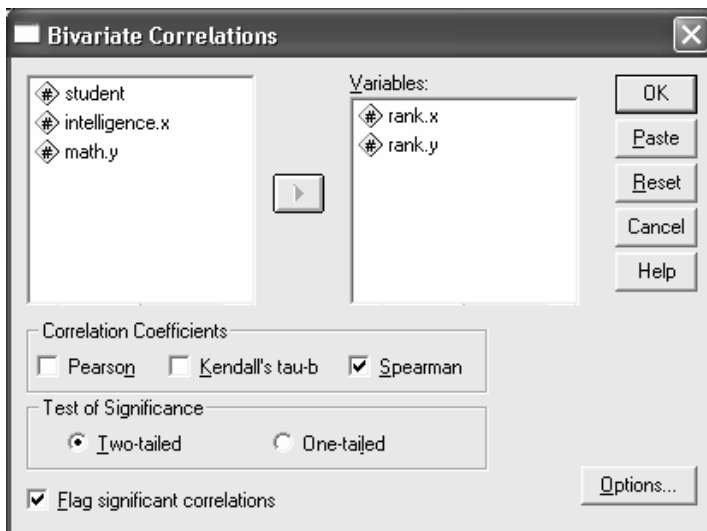 Bivariate Correlations
student
intelligence.x
math.y
Variables:
rank.x
rank.y
OK
Paste
Reset
Cancel
Help
Correlation Coefficients
Pearson Kendall's tau-b Spearman
Test of Significance
Two-tailed One-tailed
Flag significant correlations
Options...